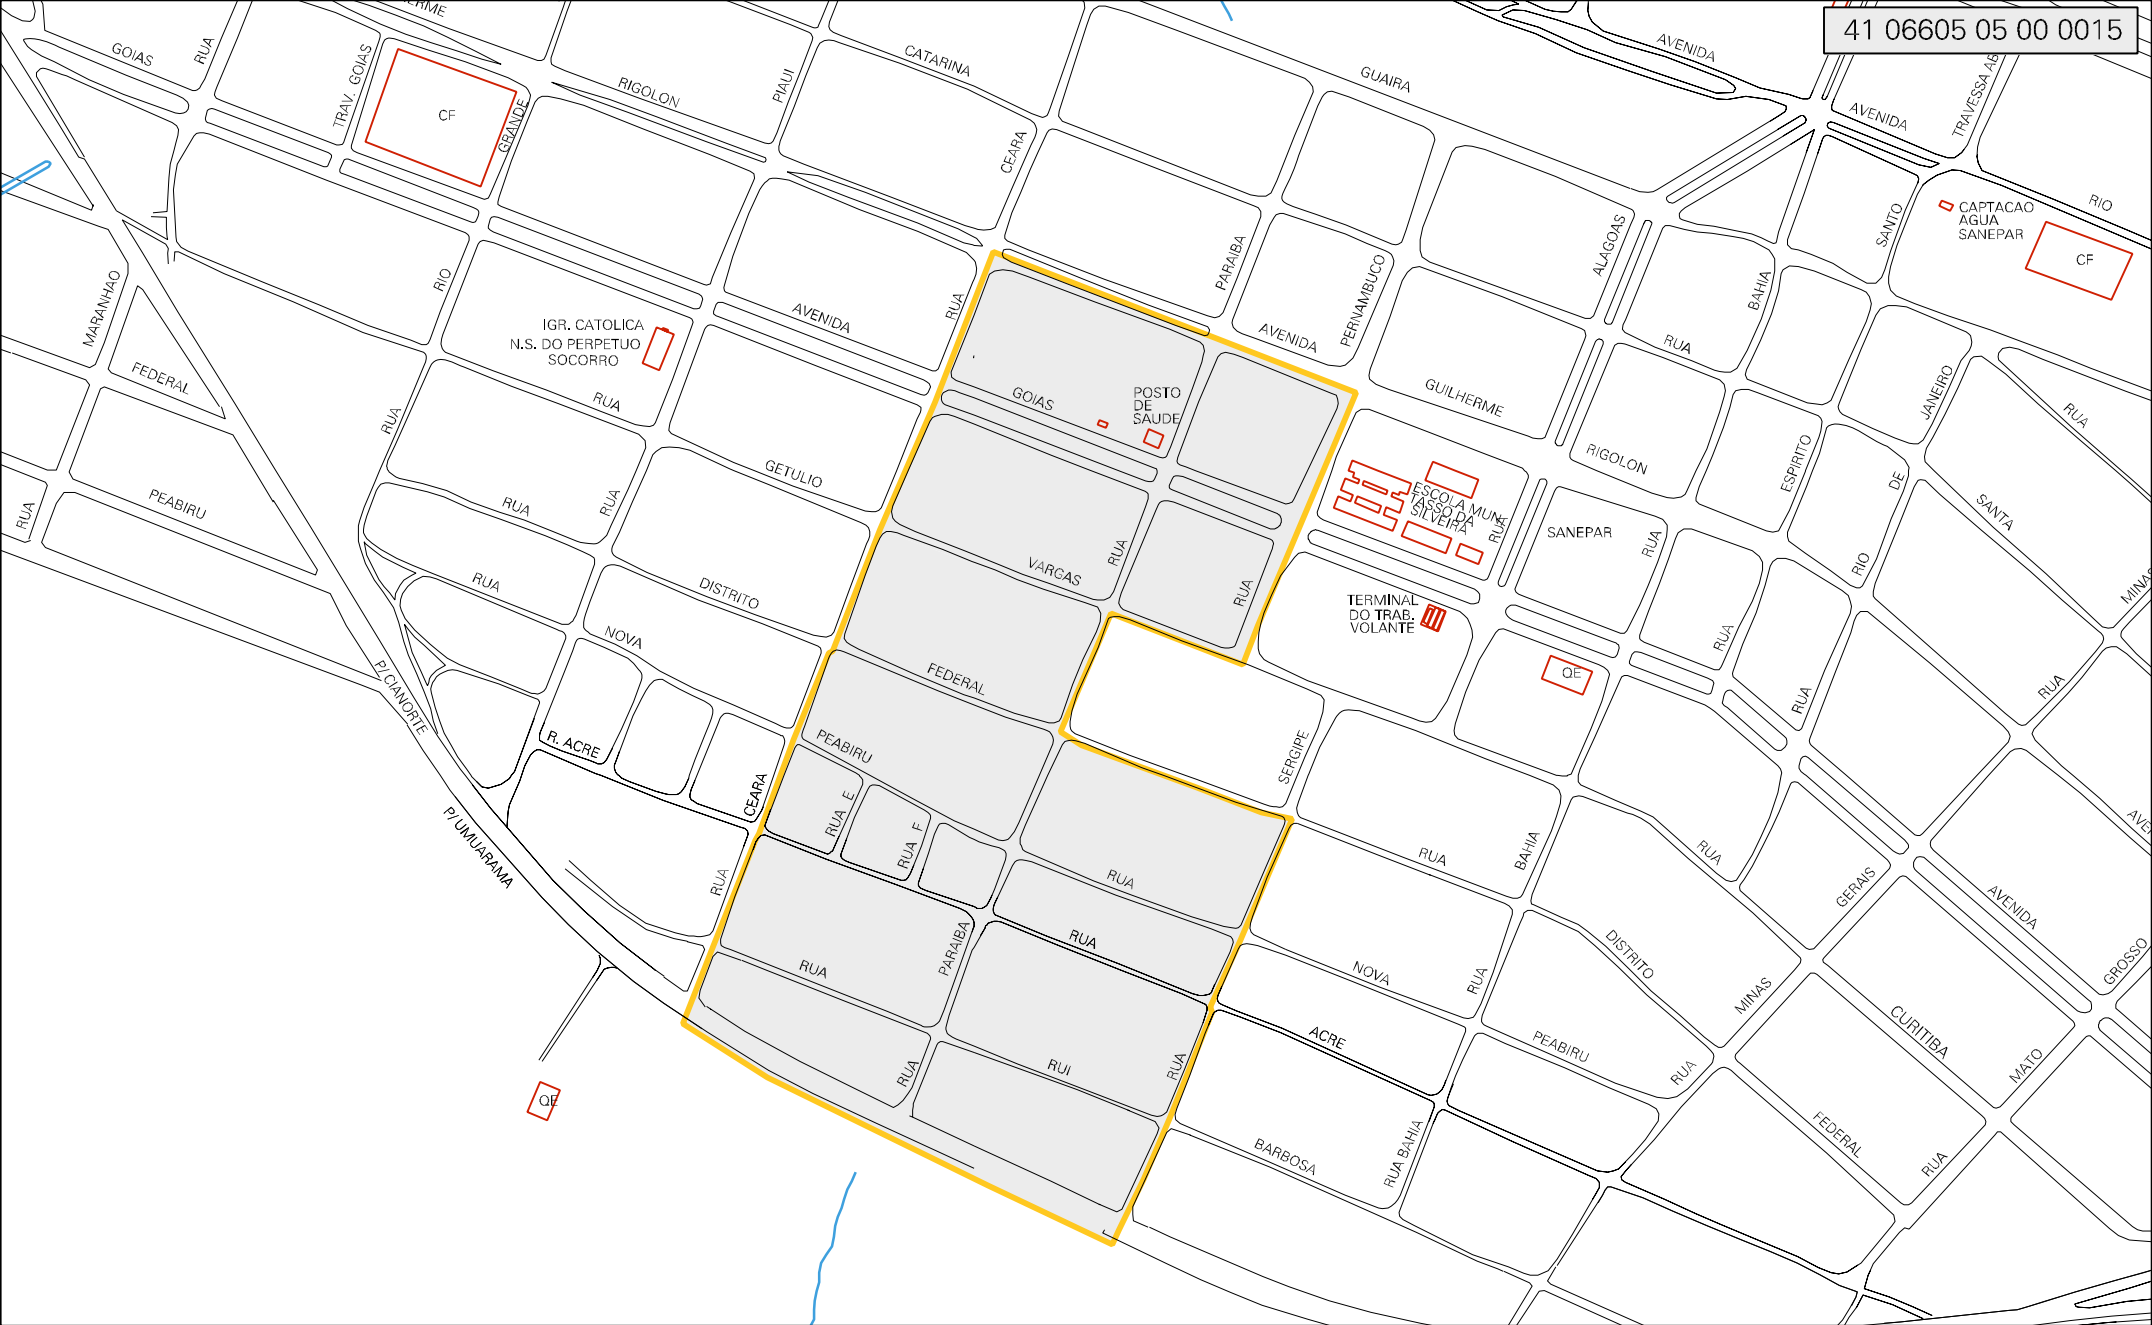 41 06605 05 00 0015
GOIAS
RUA
TRAV. GOIAS
CF
GRANDE
RIGOLON
PIAUI
CATARINA
CEARA
GUAIRA
AVENIDA
AVENIDA
RIO
CAPTACAO
AGUA
SANEPAR
CF
SANTO
ALAGOAS
BAHIA
RUA
PARAIBA
PERNAMBUCO
AVENIDA
GUILHERME
RIGOLON
MARANHAO
RIO
IGR. CATOLICA
N.S. DO PERPETUO
SOCORRO
AVENIDA
RUA
FEDERAL
RUA
RUA
GOIAS
POSTO
DE
SAUDE
PEABIRU
RUA
GETULIO
RUA
RUA
ESCOLA MUN.
TASSO DA
SILVEIRA
RUA
SANEPAR
RUA
ESPIRITO
JANEIRO
DE
RIO
RUA
SANTA
RUA
DISTRITO
NOVA
VARGAS
RUA
RUA
TERMINAL
DO TRAB.
VOLANTE
QE
RUA
RUA
RUA
P/ CIANORTE
R. ACRE
CEARA
FEDERAL
PEABIRU
RUA E
RUA F
SERGIPE
P/ UMUARAMA
RUA
RUA
RUA
BAHIA
RUA
GERAIS
AVENIDA
GROSSO
RUA
PARAIBA
RUA
NOVA
RUA
DISTRITO
MINAS
CURITIBA
MATO
QE
RUA
RUI
RUA
ACRE
PEABIRU
RUA
FEDERAL
RUA
BARBOSA
RUA BAHIA